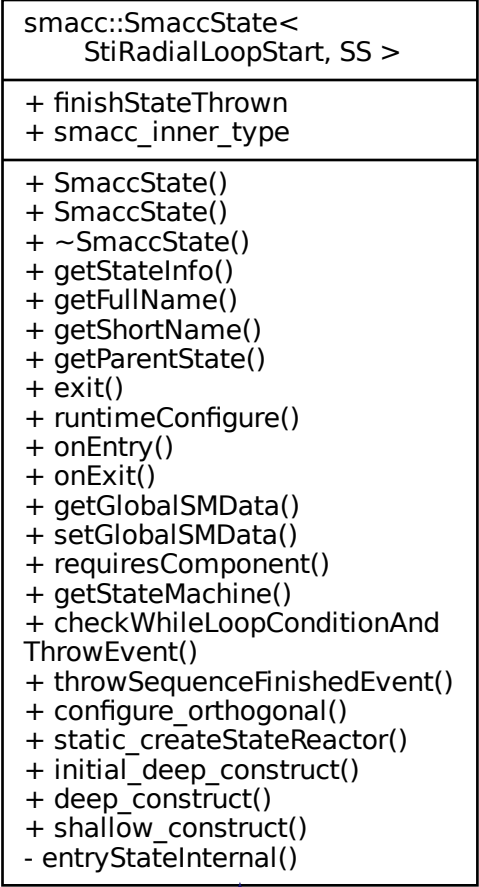 smacc::SmaccState<
StiRadialLoopStart, SS >
+ finishStateThrown
+ smacc_inner_type
+ SmaccState()
+ SmaccState()
+ ~SmaccState()
+ getStateInfo()
+ getFullName()
+ getShortName()
+ getParentState()
+ exit()
+ runtimeConfigure()
+ onEntry()
+ onExit()
+ getGlobalSMData()
+ setGlobalSMData()
+ requiresComponent()
+ getStateMachine()
+ checkWhileLoopConditionAnd
ThrowEvent()
+ throwSequenceFinishedEvent()
+ configure_orthogonal()
+ static_createStateReactor()
+ initial_deep_construct()
+ deep_construct()
+ shallow_construct()
- entryStateInternal()